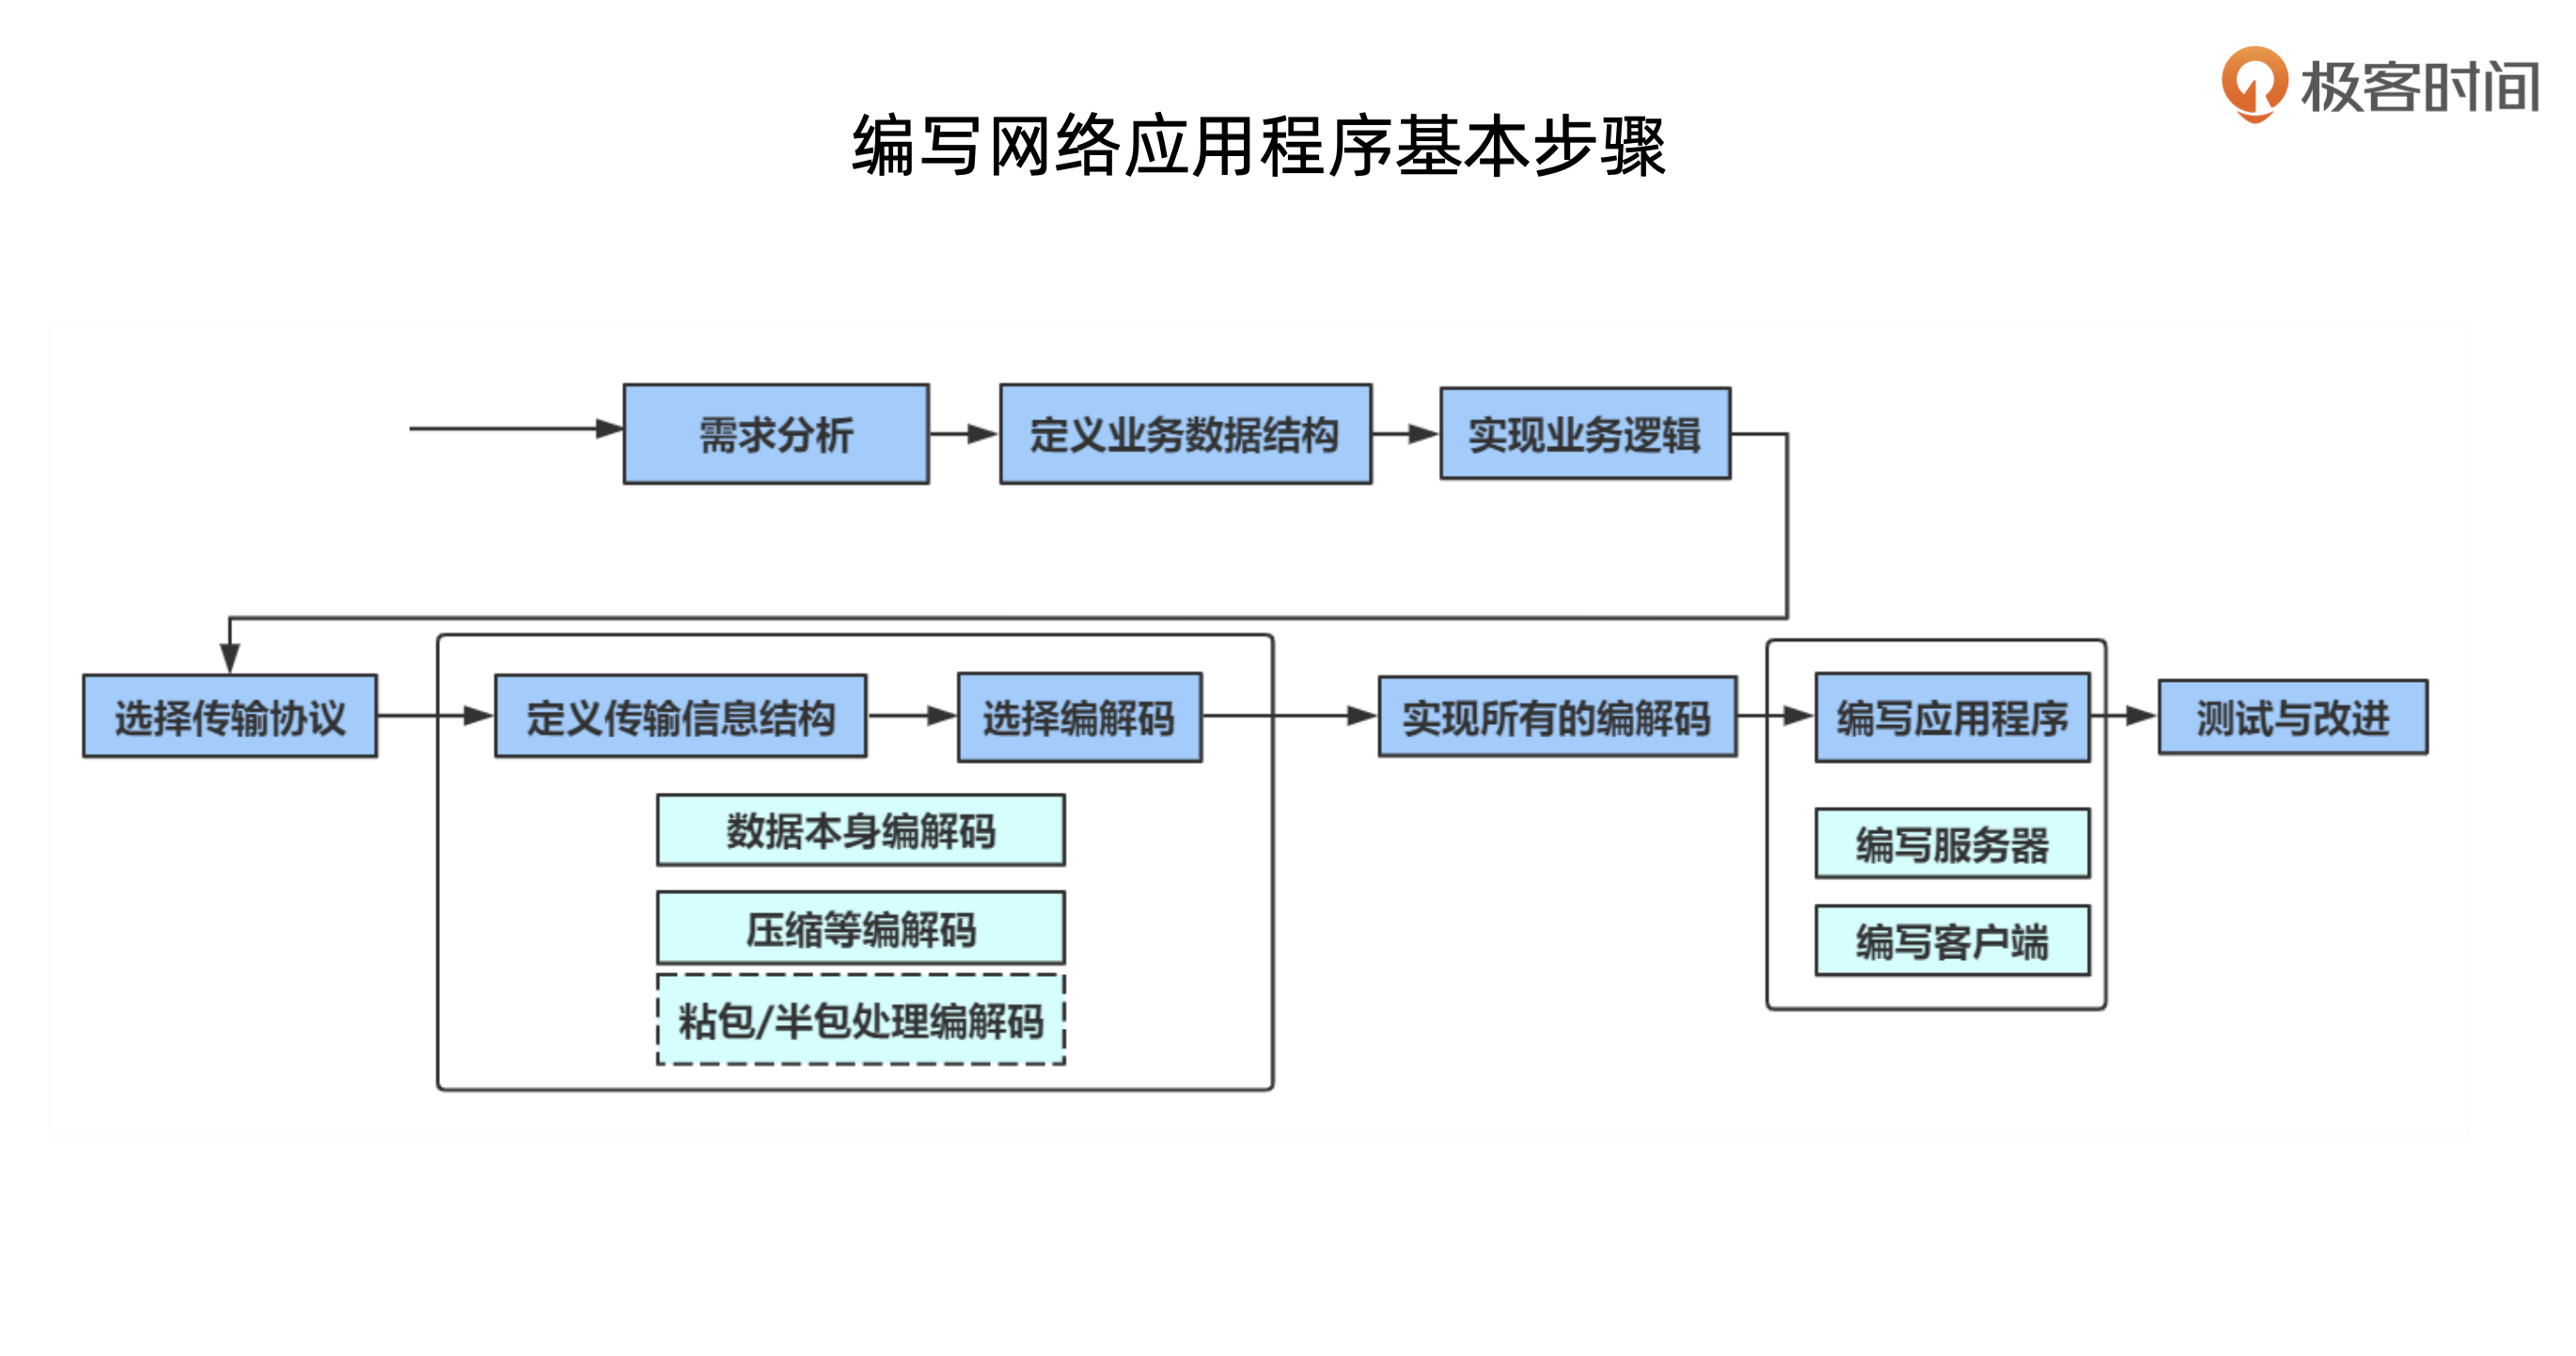 极客时间
编写网络应用程序基本步骤
需求分析
定义业务数据结构
实现业务逻辑
选择传输协议
定义传输信息结构
选择编解码
实现所有的编解码
编写应用程序
测试与改进
数据本身编解码
压缩等编解码
粘包/半包处理编解码
编写服务器
编写客户端